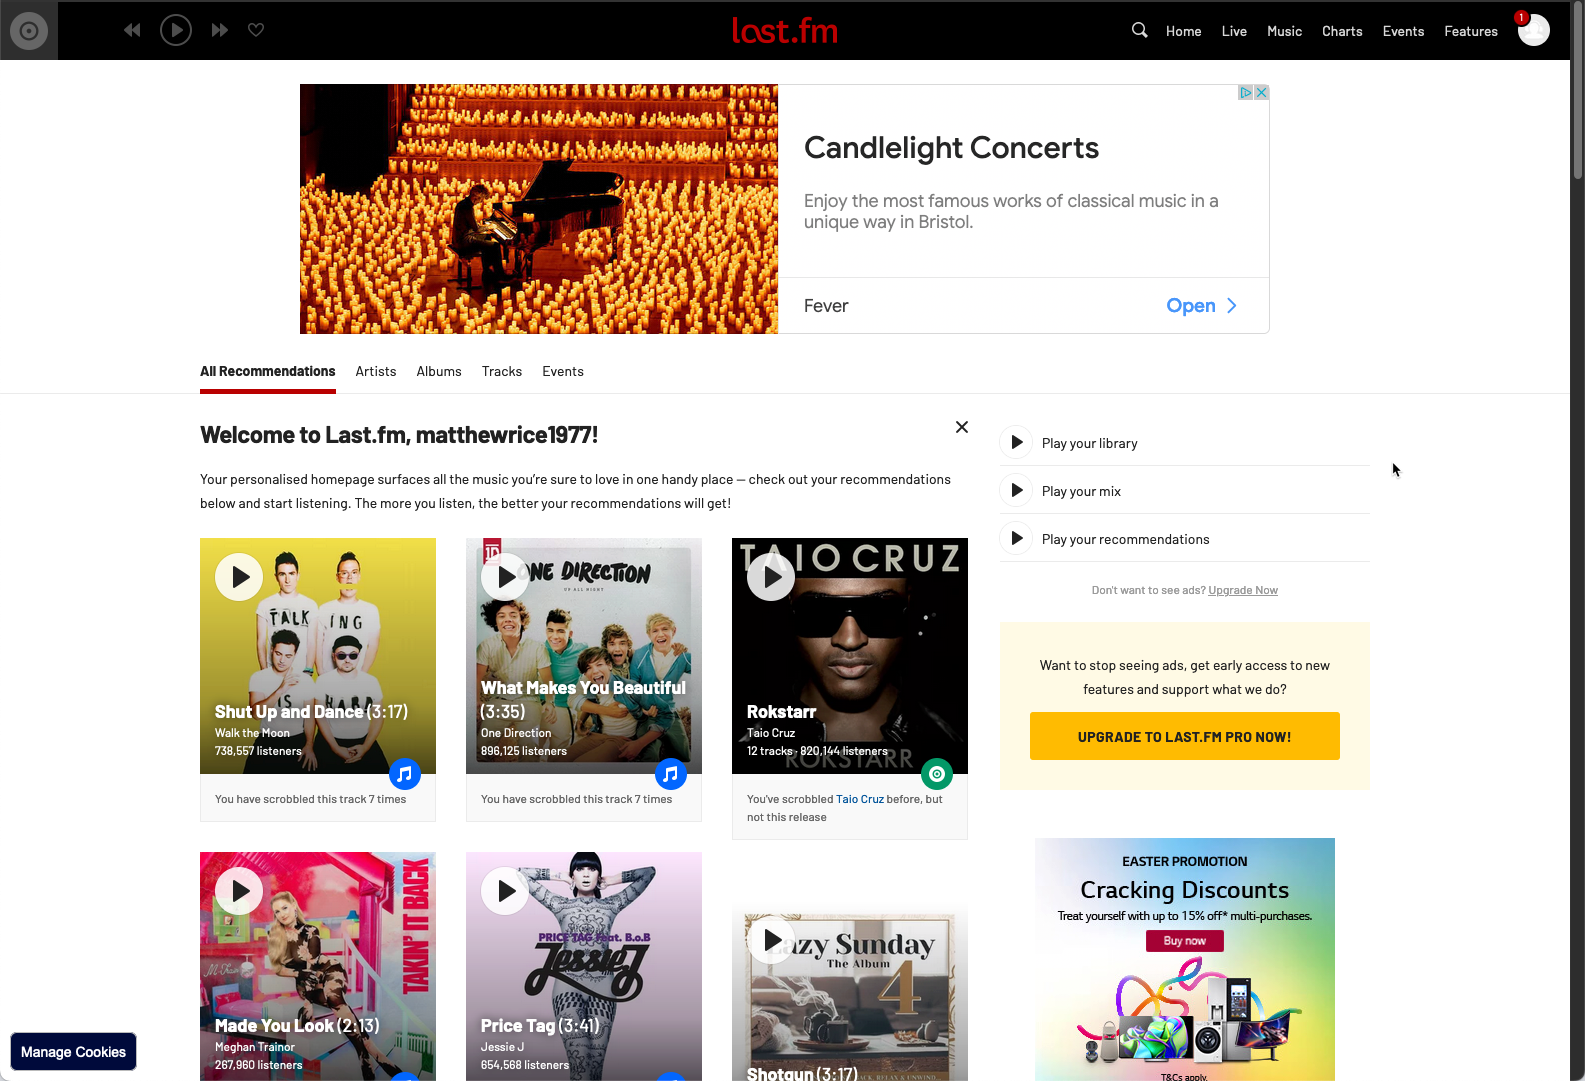 last.fm
Home
Live
Music
Charts
Events
Features
1
Candlelight Concerts
Enjoy the most famous works of classical music in a
unique way in Bristol.
Fever
Open
All Recommendations
Artists
Albums
Tracks
Events
Welcome to Last.fm, matthewrice1977!
Your personalised homepage surfaces all the music you're sure to love in one handy place – check out your recommendations
below and start listening. The more you listen, the better your recommendations will get!
Play your library
Play your mix
Play your recommendations
Don't want to see ads? Upgrade Now
Want to stop seeing ads, get early access to new
features and support what we do?
UPGRADE TO LAST.FM PRO NOW!
TALK ING
IS HARD
Shut Up and Dance (3:17)
Walk the Moon
738,557 listeners
You have scrobbled this track 7 times
1D
ONE DIRECTION
UP ALL NIGHT
What Makes You Beautiful
(3:35)
One Direction
896,125 listeners
You have scrobbled this track 7 times
TAIO CRUZ
Rokstarr
Taio Cruz
12 tracks · 820,144 listeners
ROKSTARR
You've scrobbled Taio Cruz before, but
not this release
TAKIN' IT BACK
Made You Look (2:13)
Meghan Trainor
267,960 listeners
PRICE TAG feat. B.o.B
Jessie J
Price Tag (3:41)
Jessie J
654,568 listeners
azy Sunday
The Album
4
Shotgun (3:17)
EASTER PROMOTION
Cracking Discounts
Treat yourself with up to 15% off* multi-purchases.
Buy now
T&Cs apply.
Manage Cookies